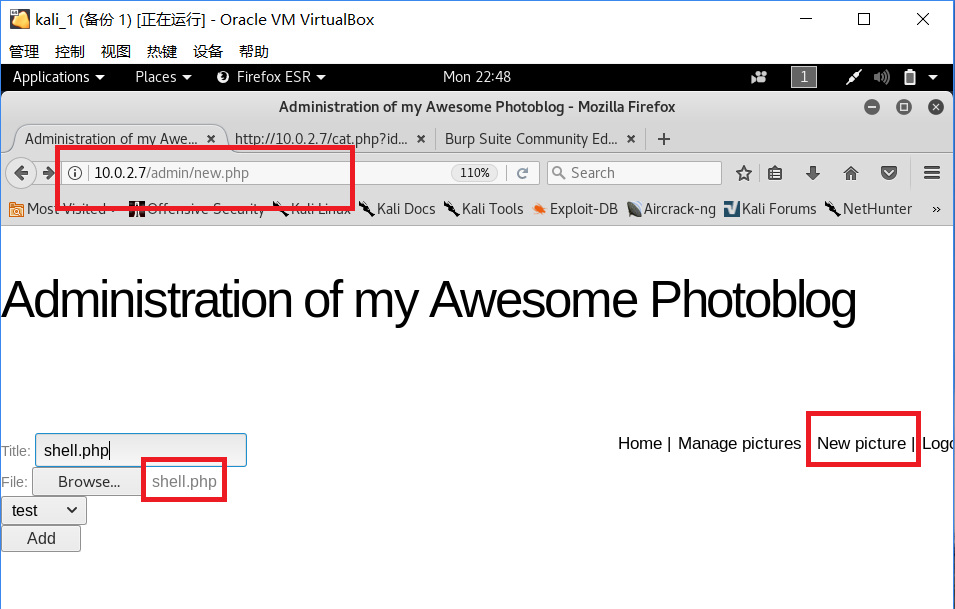 kali_1 (备份 1) [正在运行] - Oracle VM VirtualBox
管理 控制 视图 热键 设备 帮助
Applications Places Firefox ESR Mon 22:48 1
Administration of my Awesome Photoblog - Mozilla Firefox
Administration of my Awe... http://10.0.2.7/cat.php?id... Burp Suite Community Ed...
10.0.2.7/admin/new.php 110% Search
Most Visited Offensive Security Kali Linux Kali Docs Kali Tools Exploit-DB Aircrack-ng Kali Forums NetHunter »
Administration of my Awesome Photoblog
Home | Manage pictures New picture | Logo
Title: shell.php
File: Browse... shell.php
test
Add